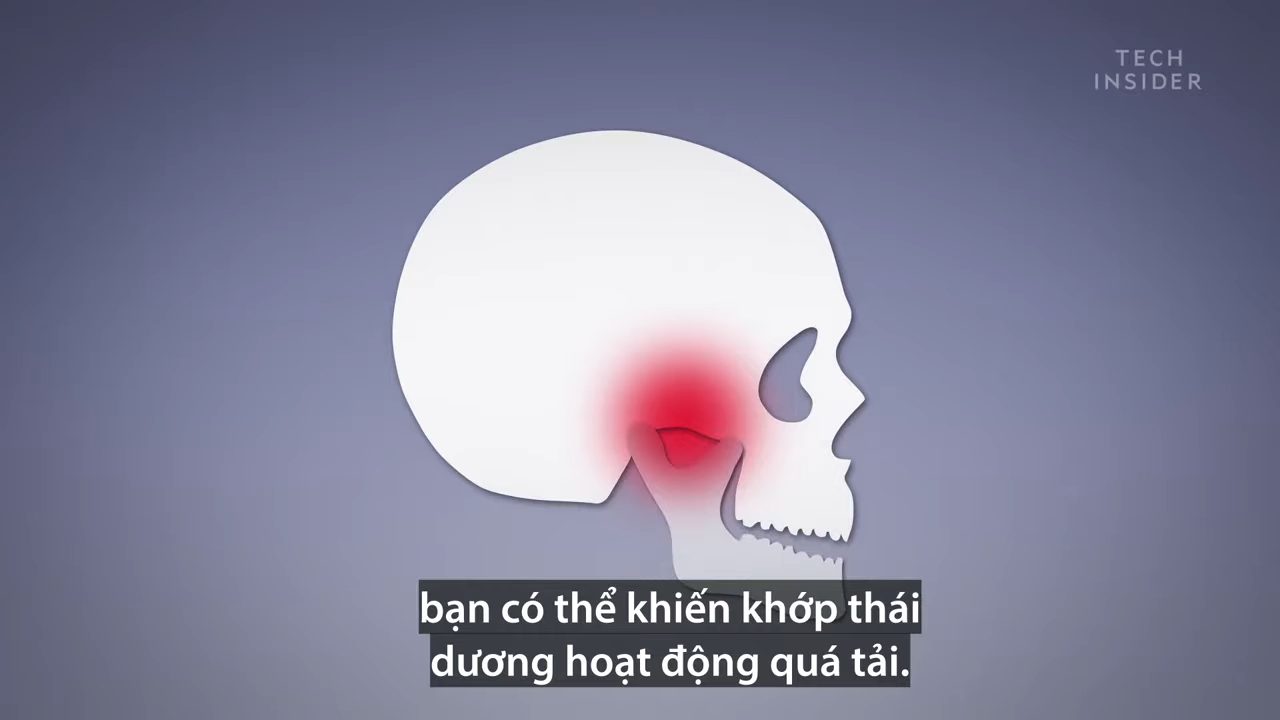 TECH
INSIDER
bạn có thể khiến khớp thái
dương hoạt động quá tải.